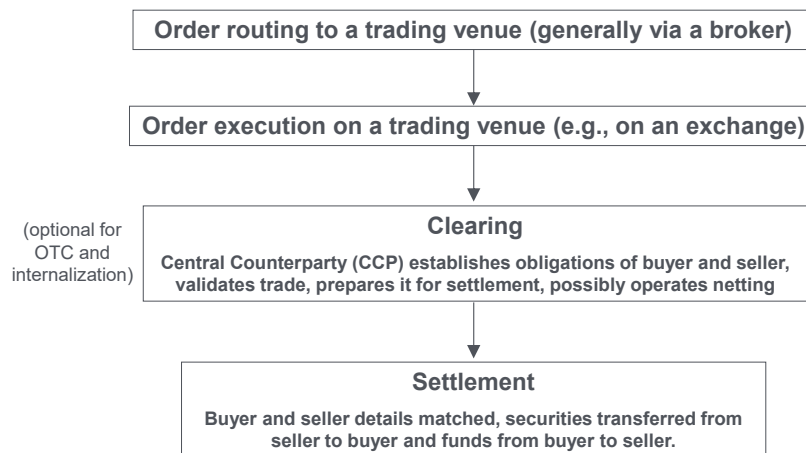 Order routing to a trading venue (generally via a broker)
Order execution on a trading venue (e.g., on an exchange)
(optional for
OTC and
internalization)
Clearing
Central Counterparty (CCP) establishes obligations of buyer and seller,
validates trade, prepares it for settlement, possibly operates netting
Settlement
Buyer and seller details matched, securities transferred from
seller to buyer and funds from buyer to seller.